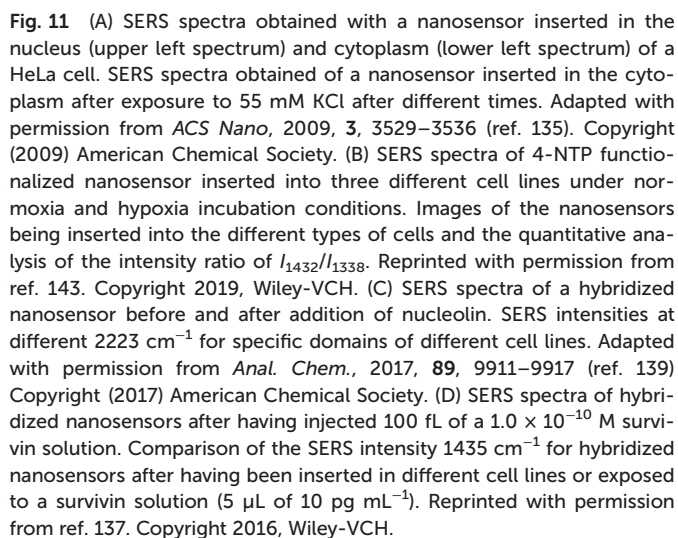 Fig. 11 (A) SERS spectra obtained with a nanosensor inserted in the
nucleus (upper left spectrum) and cytoplasm (lower left spectrum) of a
HeLa cell. SERS spectra obtained of a nanosensor inserted in the cyto-
plasm after exposure to 55 mM KCl after different times. Adapted with
permission from ACS Nano, 2009, 3, 3529–3536 (ref. 135). Copyright
(2009) American Chemical Society. (B) SERS spectra of 4-NTP functio-
nalized nanosensor inserted into three different cell lines under nor-
moxia and hypoxia incubation conditions. Images of the nanosensors
being inserted into the different types of cells and the quantitative ana-
lysis of the intensity ratio of I1432/I1338. Reprinted with permission from
ref. 143. Copyright 2019, Wiley-VCH. (C) SERS spectra of a hybridized
nanosensor before and after addition of nucleolin. SERS intensities at
different 2223 cm⁻¹ for specific domains of different cell lines. Adapted
with permission from Anal. Chem., 2017, 89, 9911–9917 (ref. 139)
Copyright (2017) American Chemical Society. (D) SERS spectra of hybri-
dized nanosensors after having injected 100 fL of a 1.0 × 10⁻¹⁰ M survi-
vin solution. Comparison of the SERS intensity 1435 cm⁻¹ for hybridized
nanosensors after having been inserted in different cell lines or exposed
to a survivin solution (5 μL of 10 pg mL⁻¹). Reprinted with permission
from ref. 137. Copyright 2016, Wiley-VCH.